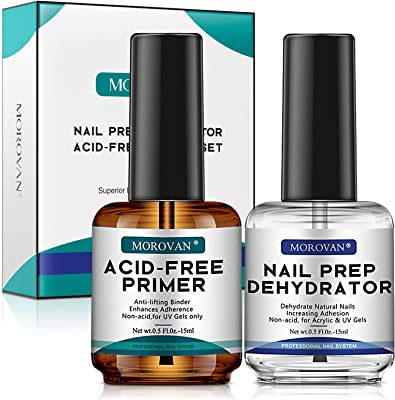 MOROVAN
NAIL PREP
ACID-FREE SET
Superior
MOROVAN
MOROVAN®
ACID-FREE
PRIMER
Anti-lifting Binder
Enhances Adherence
Non-acid,for UV Gels only
Net wt.0.5 Fl.Oz.-15ml
PROFESSIONAL NAIL SYSTEM
MOROVAN®
NAIL PREP
DEHYDRATOR
Dehydrate Natural Nails
Increasing Adhesion
Non-acid, for Acrylic & UV Gels
Net wt.0.5 Fl.Oz.-15ml
PROFESSIONAL NAIL SYSTEM